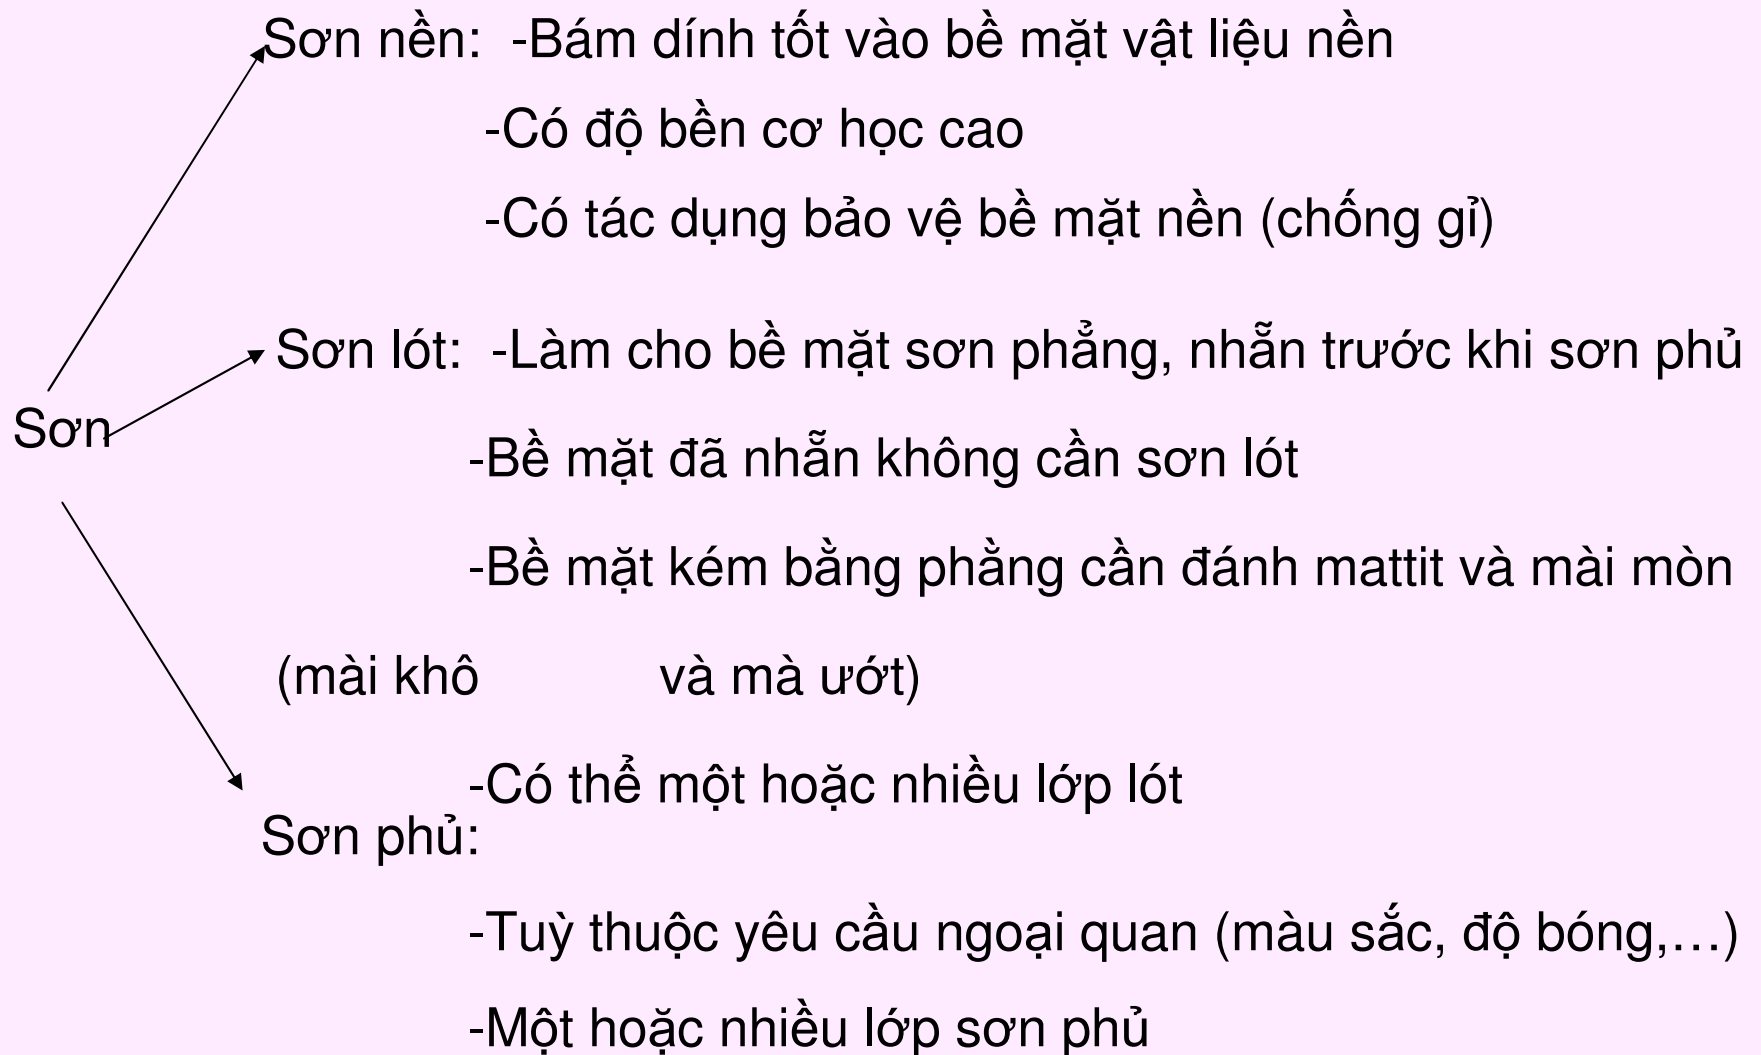 Sơn nền: -Bám dính tốt vào bề mặt vật liệu nền
-Có độ bền cơ học cao
-Có tác dụng bảo vệ bề mặt nền (chống gỉ)
Sơn lót: -Làm cho bề mặt sơn phẳng, nhẵn trước khi sơn phủ
Sơn
-Bề mặt đã nhẵn không cần sơn lót
-Bề mặt kém bằng phằng cần đánh mattit và mài mòn
(mài khô và mà ướt)
-Có thể một hoặc nhiều lớp lót
Sơn phủ:
-Tuỳ thuộc yêu cầu ngoại quan (màu sắc, độ bóng,…)
-Một hoặc nhiều lớp sơn phủ